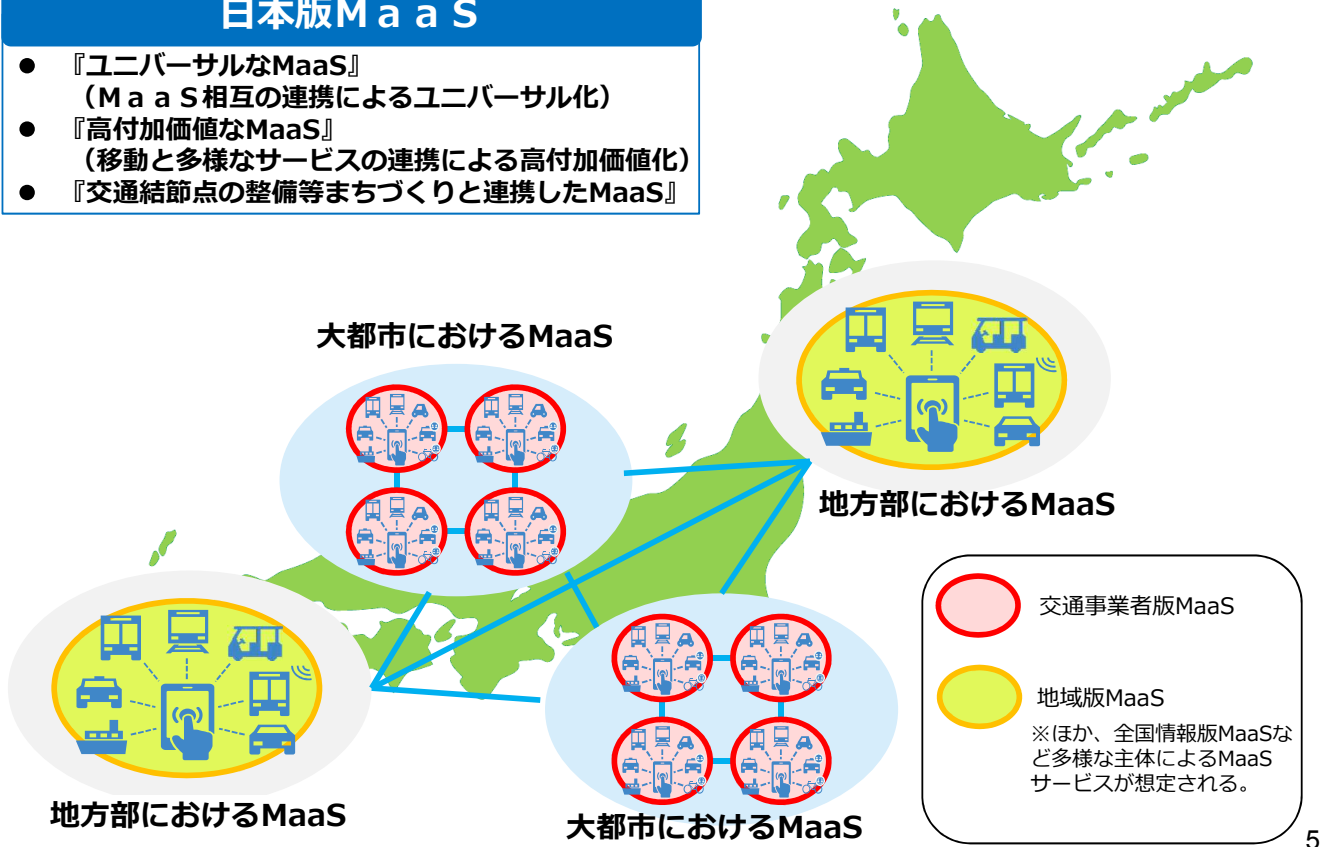 日本版ＭａａＳ
● 『ユニバーサルなMaaS』
（ＭａａＳ相互の連携によるユニバーサル化）
● 『高付加価値なMaaS』
（移動と多様なサービスの連携による高付加価値化）
● 『交通結節点の整備等まちづくりと連携したMaaS』
大都市におけるMaaS
地方部におけるMaaS
地方部におけるMaaS
大都市におけるMaaS
交通事業者版MaaS
地域版MaaS
※ほか、全国情報版MaaSな
ど多様な主体によるMaaS
サービスが想定される。
5